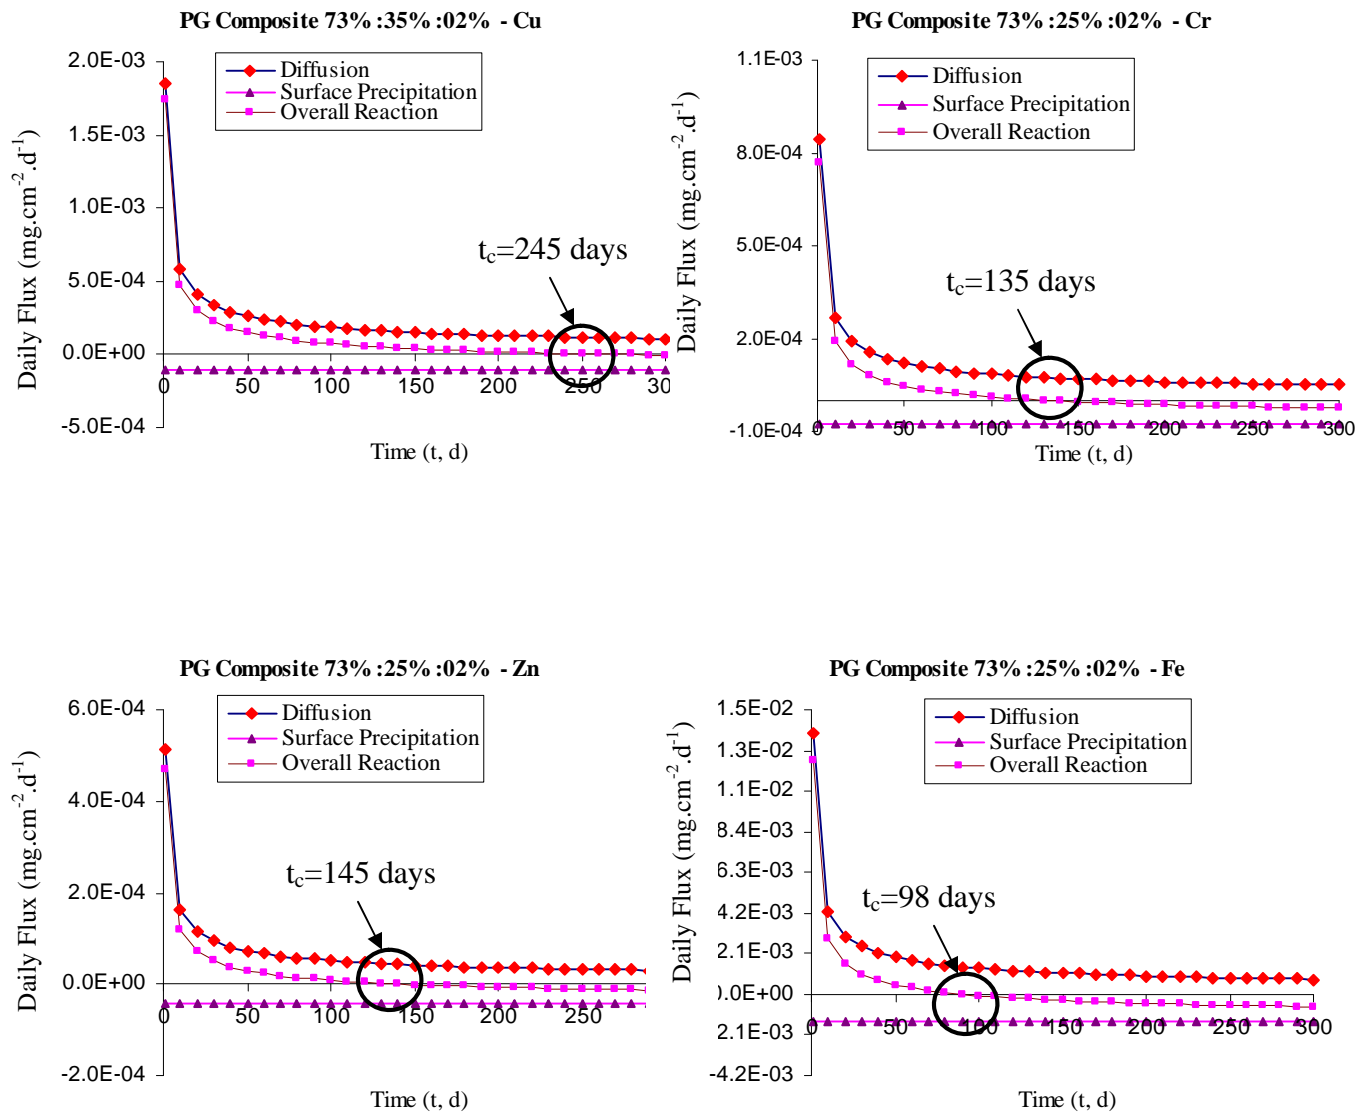 PG Composite 73% :35% :02% - Cu
2.0E-03
1.5E-03
1.0E-03
5.0E-04
0.0E+00
-5.0E-04
Daily Flux (mg.cm-2.d-1)
Diffusion
Surface Precipitation
Overall Reaction
tc=245 days
0 50 100 150 200 250 300
Time (t, d)
PG Composite 73% :25% :02% - Cr
1.1E-03
8.0E-04
5.0E-04
2.0E-04
-1.0E-04
Daily Flux (mg.cm-2.d-1)
Diffusion
Surface Precipitation
Overall Reaction
tc=135 days
0 50 100 150 200 250 300
Time (t, d)
PG Composite 73% :25% :02% - Zn
6.0E-04
4.0E-04
2.0E-04
0.0E+00
-2.0E-04
Daily Flux (mg.cm-2.d-1)
Diffusion
Surface Precipitation
Overall Reaction
tc=145 days
0 50 100 150 200 250
Time (t, d)
PG Composite 73% :25% :02% - Fe
1.5E-02
1.3E-02
1.1E-02
8.4E-03
6.3E-03
4.2E-03
2.1E-03
0.0E+00
2.1E-03
-4.2E-03
Daily Flux (mg.cm-2.d-1)
Diffusion
Surface Precipitation
Overall Reaction
tc=98 days
0 50 100 150 200 250 300
Time (t, d)